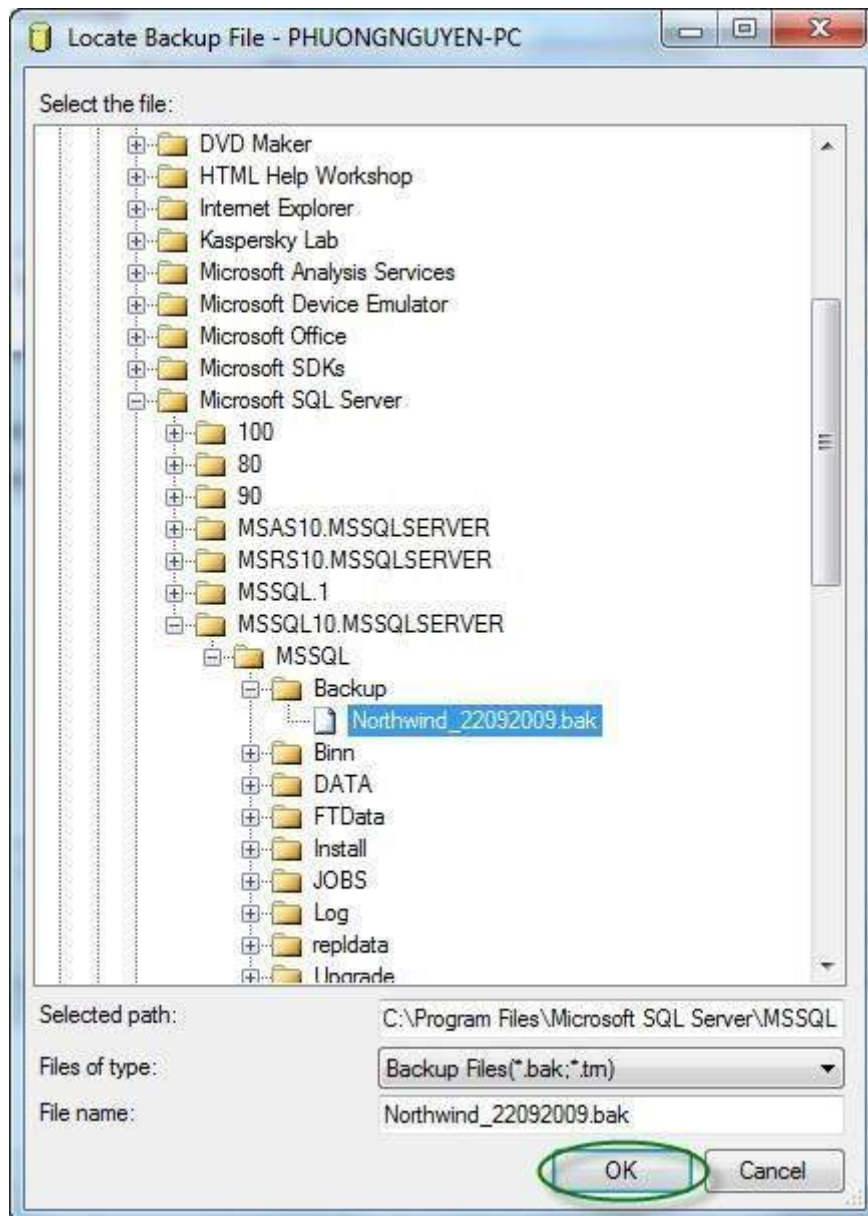 Locate Backup File - PHUONGNGUYEN-PC
Select the file:
DVD Maker
HTML Help Workshop
Internet Explorer
Kaspersky Lab
Microsoft Analysis Services
Microsoft Device Emulator
Microsoft Office
Microsoft SDKs
Microsoft SQL Server
100
80
90
MSAS10.MSSQLSERVER
MSRS10.MSSQLSERVER
MSSQL.1
MSSQL10.MSSQLSERVER
MSSQL
Backup
Northwind_22092009.bak
Binn
DATA
FTData
Install
JOBS
Log
repldata
Upgrade
Selected path: C:\Program Files\Microsoft SQL Server\MSSQL
Files of type: Backup Files(*.bak;*.trn)
File name: Northwind_22092009.bak
OK Cancel